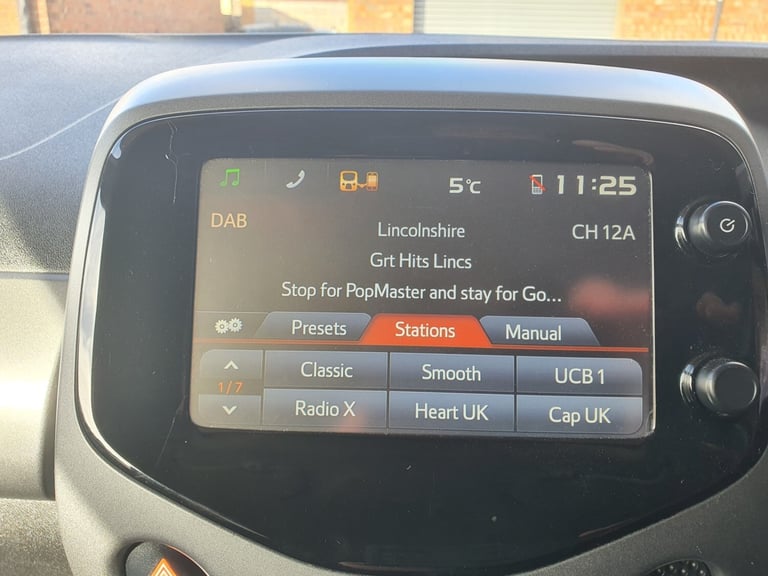 5°C 11:25
DAB Lincolnshire CH 12A
Grt Hits Lincs
Stop for PopMaster and stay for Go...
Presets Stations Manual
Classic Smooth UCB 1
1/7
Radio X Heart UK Cap UK